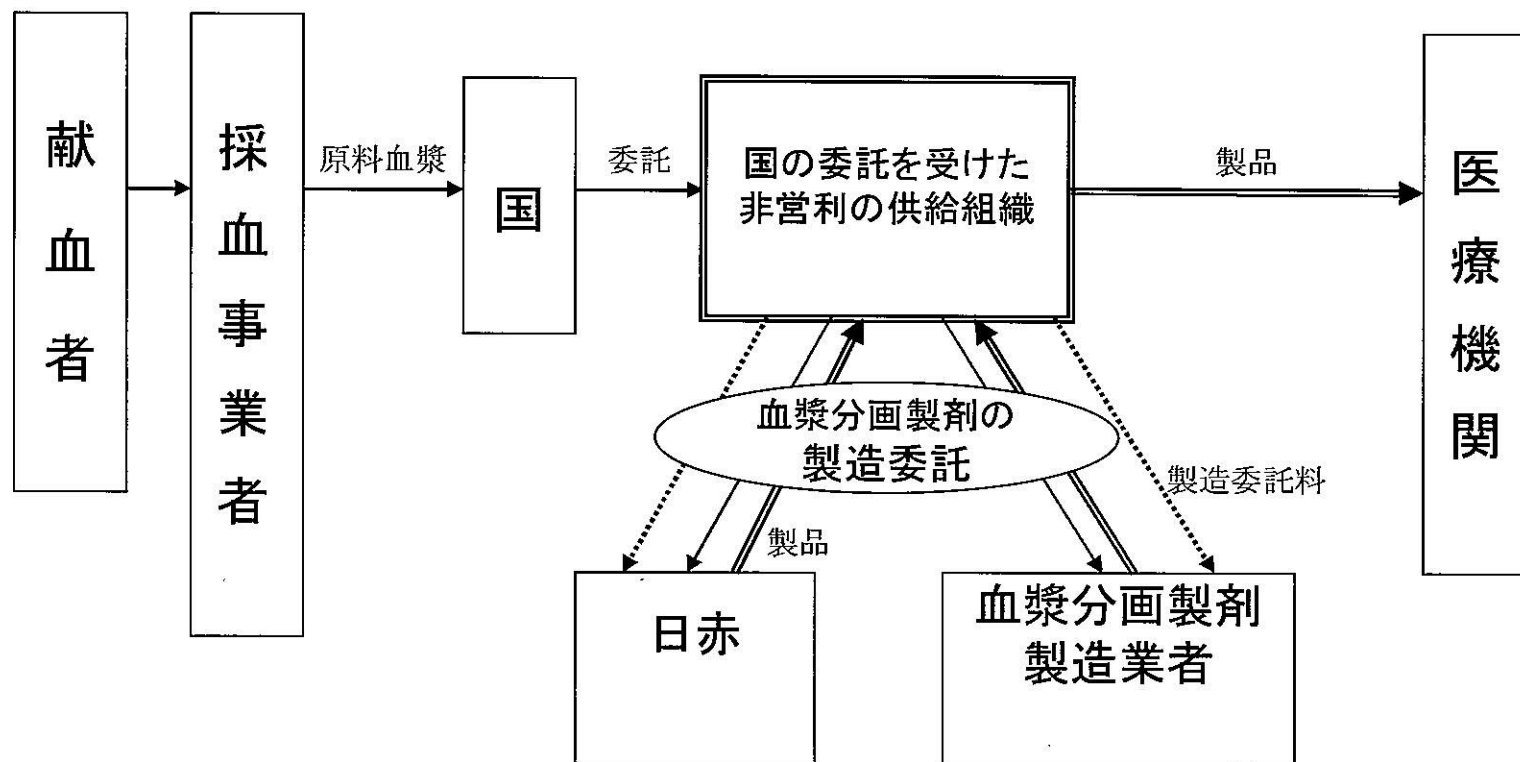 献血者
採血事業者
原料血漿
国
委託
国の委託を受けた
非営利の供給組織
製品
医療機関
血漿分画製剤の
製造委託
製造委託料
製品
日赤
血漿分画製剤
製造業者